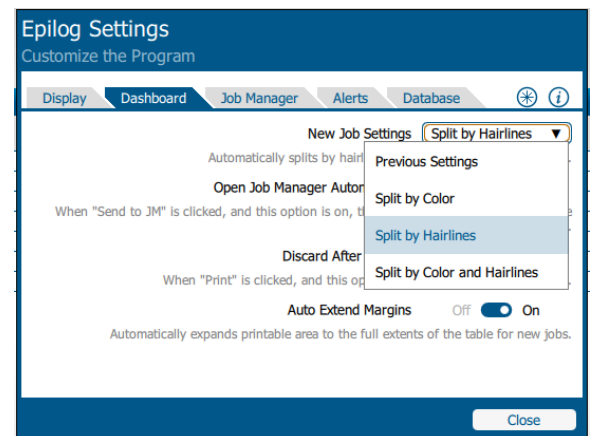 Epilog Settings
Customize the Program
Display Dashboard Job Manager Alerts Database i
New Job Settings Split by Hairlines ▼
Automatically splits by hairl
Previous Settings
Open Job Manager Autor
Split by Color
When "Send to JM" is clicked, and this option is on, t
Split by Hairlines
Discard After
Split by Color and Hairlines
When "Print" is clicked, and this op
Auto Extend Margins Off On
Automatically expands printable area to the full extents of the table for new jobs.
Close